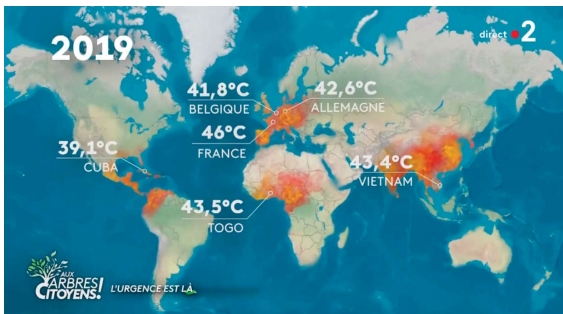 2019
direct 2
41,8°C
BELGIQUE
42,6°C
ALLEMAGNE
46°C
FRANCE
39,1°C
CUBA
43,4°C
VIETNAM
43,5°C
TOGO
AUX
ARBRES
CITOYENS!
L'URGENCE EST LÀ